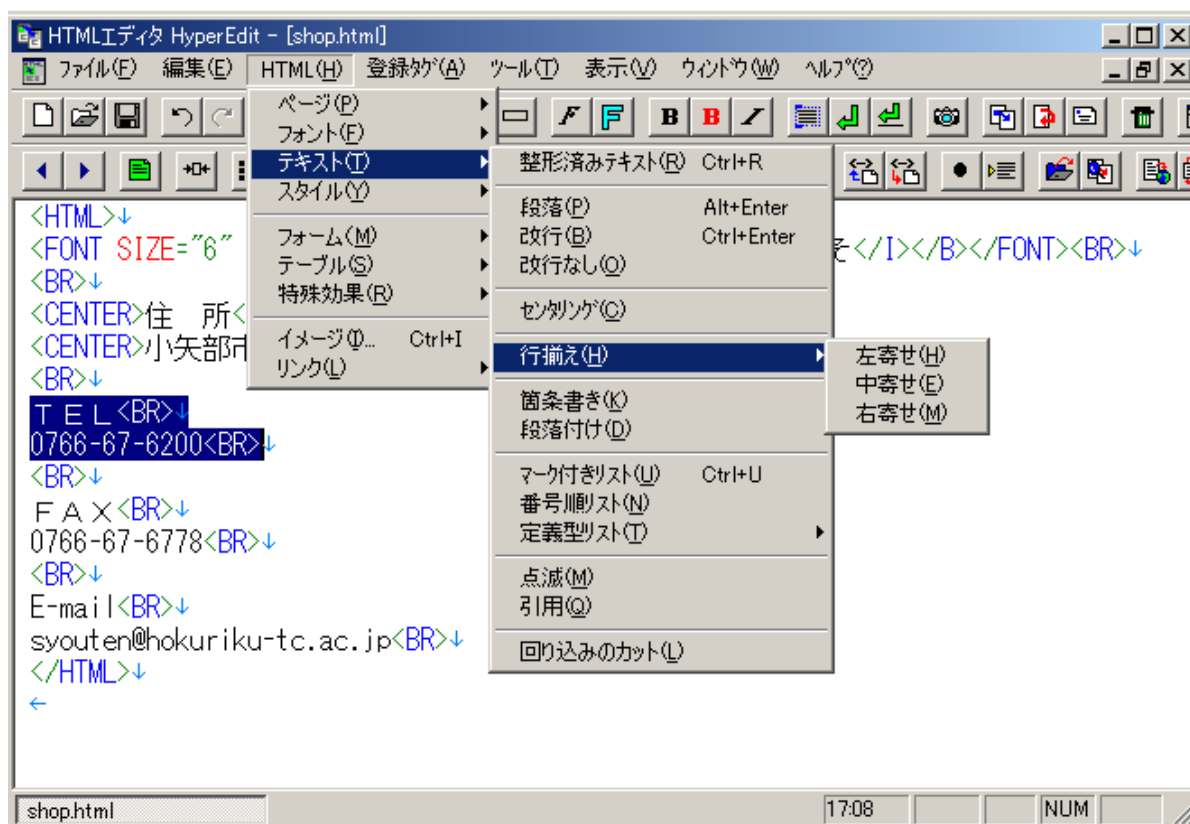 HTMLエディタ HyperEdit - [shop.html]
ファイル(F) 編集(E) HTML(H) 登録タグ(A) ツール(T) 表示(V) ウィンドウ(W) ヘルプ(?)
ページ(P)
フォント(F)
テキスト(T)
スタイル(Y)
フォーム(M)
テーブル(S)
特殊効果(R)
イメージ(I)... Ctrl+I
リンク(L)
整形済みテキスト(R) Ctrl+R
段落(P) Alt+Enter
改行(B) Ctrl+Enter
改行なし(O)
センタリング(C)
行揃え(H)
箇条書き(K)
段落付け(D)
マーク付きリスト(U) Ctrl+U
番号順リスト(N)
定義型リスト(T)
点滅(M)
引用(Q)
回り込みのカット(L)
左寄せ(H)
中寄せ(E)
右寄せ(M)
<HTML>↓
<FONT SIZE="6" そ</I></B></FONT><BR>↓
<BR>↓
<CENTER>住　所<
<CENTER>小矢部市
<BR>↓
ＴＥＬ<BR>↓
0766-67-6200<BR>↓
<BR>↓
ＦＡＸ<BR>↓
0766-67-6778<BR>↓
<BR>↓
E-mail<BR>↓
syouten@hokuriku-tc.ac.jp<BR>↓
</HTML>↓
←
shop.html 17:08 NUM